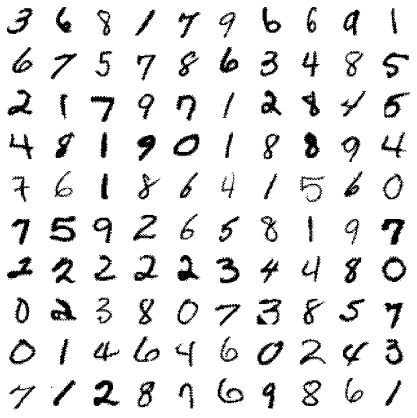 3 6 8 1 7 9 6 6 9 1
6 7 5 7 8 6 3 4 8 5
2 1 7 9 7 1 2 8 4 5
4 8 1 9 0 1 8 8 9 4
7 6 1 8 6 4 1 5 6 0
7 5 9 2 6 5 8 1 9 7
2 2 2 2 2 3 4 4 8 0
0 2 3 8 0 7 3 8 5 7
0 1 4 6 4 6 0 2 4 3
7 1 2 8 7 6 9 8 6 1